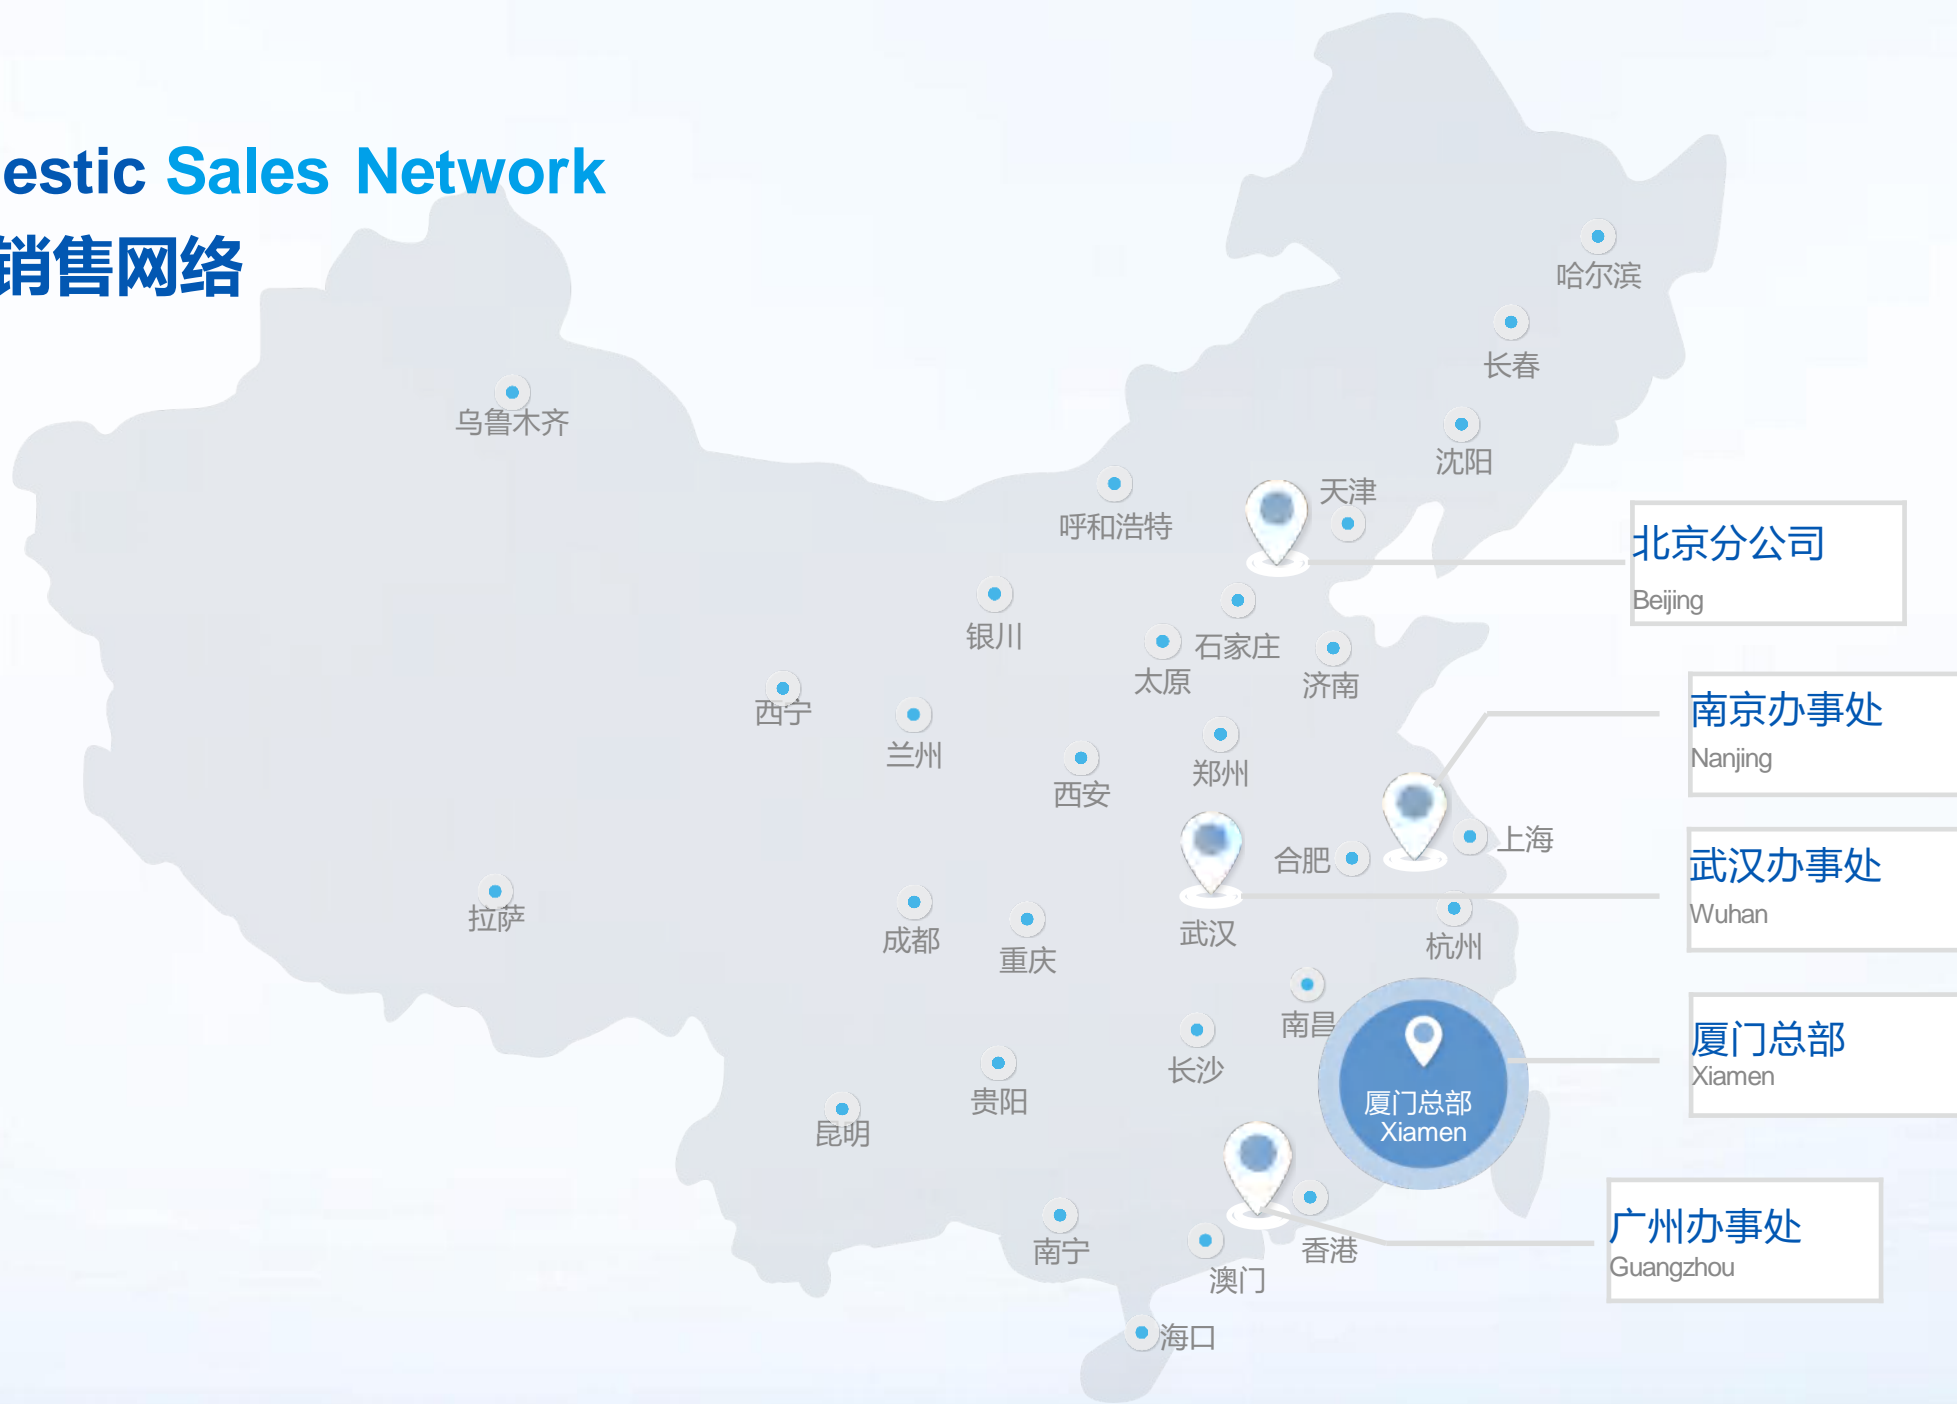 estic Sales Network
销售网络
哈尔滨
长春
乌鲁木齐
沈阳
天津
呼和浩特
北京分公司
Beijing
银川
石家庄
太原
济南
西宁
南京办事处
Nanjing
兰州
郑州
西安
上海
合肥
武汉办事处
Wuhan
拉萨
成都
武汉
杭州
重庆
南昌
厦门总部
Xiamen
长沙
贵阳
厦门总部
Xiamen
昆明
广州办事处
Guangzhou
南宁
香港
澳门
海口